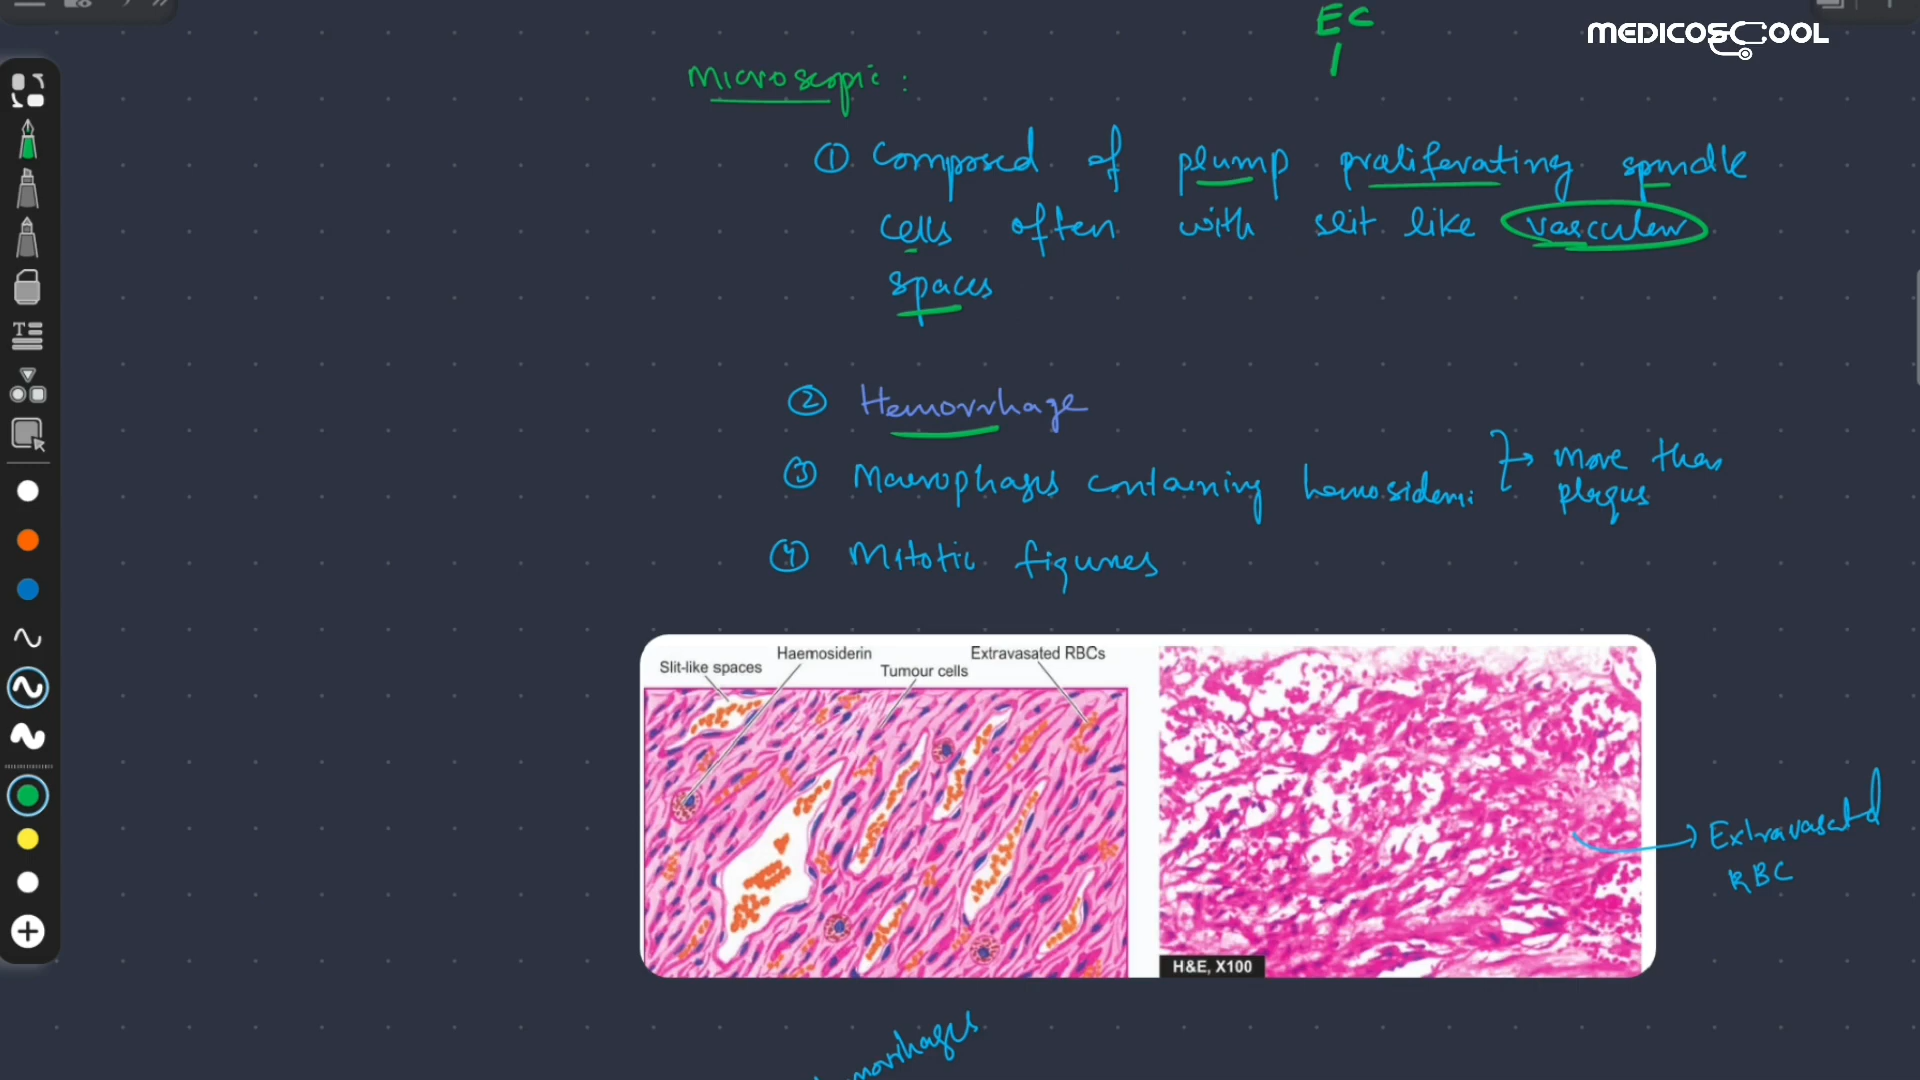 MEDICOSCOOL
EC
Microscopic :
① Composed of plump proliferating spindle
cells often with slit like vascular
spaces
② Hemorrhage
③ Macrophages containing hemosiderin → more than
plaques
④ Mitotic figures
Slit-like spaces
Haemosiderin
Tumour cells
Extravasated RBCs
H&E, X100
→ Extravasated
RBC